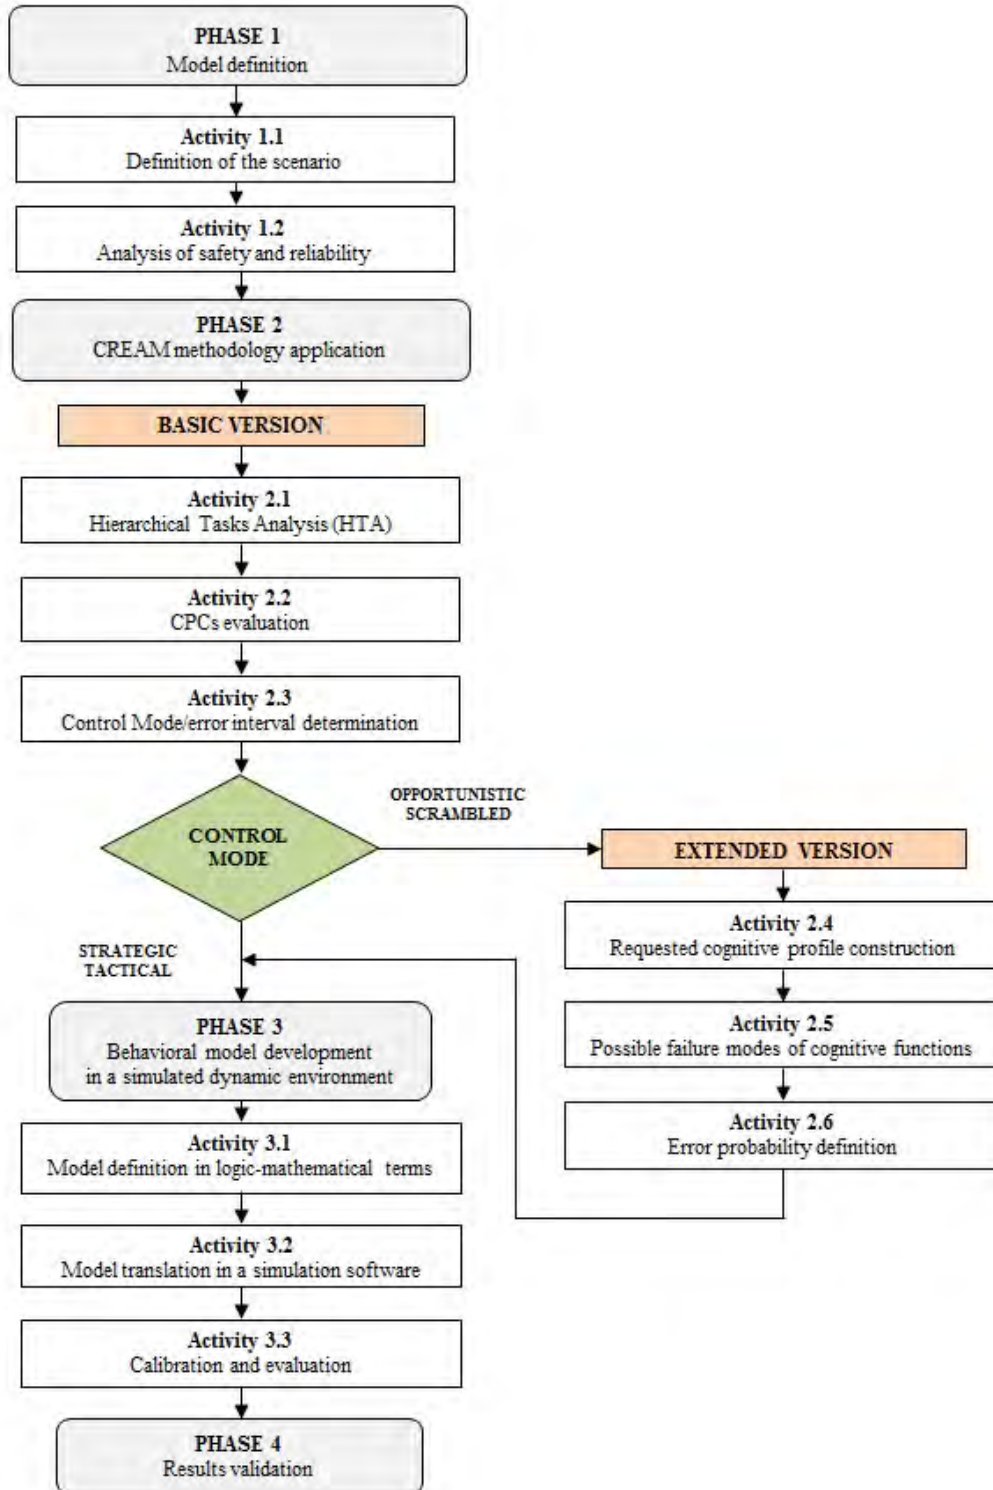 PHASE 1
Model definition
Activity 1.1
Definition of the scenario
Activity 1.2
Analysis of safety and reliability
PHASE 2
CREAM methodology application
BASIC VERSION
Activity 2.1
Hierarchical Tasks Analysis (HTA)
Activity 2.2
CPCs evaluation
Activity 2.3
Control Mode/error interval determination
CONTROL
MODE
OPPORTUNISTIC
SCRAMBLED
EXTENDED VERSION
Activity 2.4
Requested cognitive profile construction
Activity 2.5
Possible failure modes of cognitive functions
Activity 2.6
Error probability definition
STRATEGIC
TACTICAL
PHASE 3
Behavioral model development
in a simulated dynamic environment
Activity 3.1
Model definition in logic-mathematical terms
Activity 3.2
Model translation in a simulation software
Activity 3.3
Calibration and evaluation
PHASE 4
Results validation